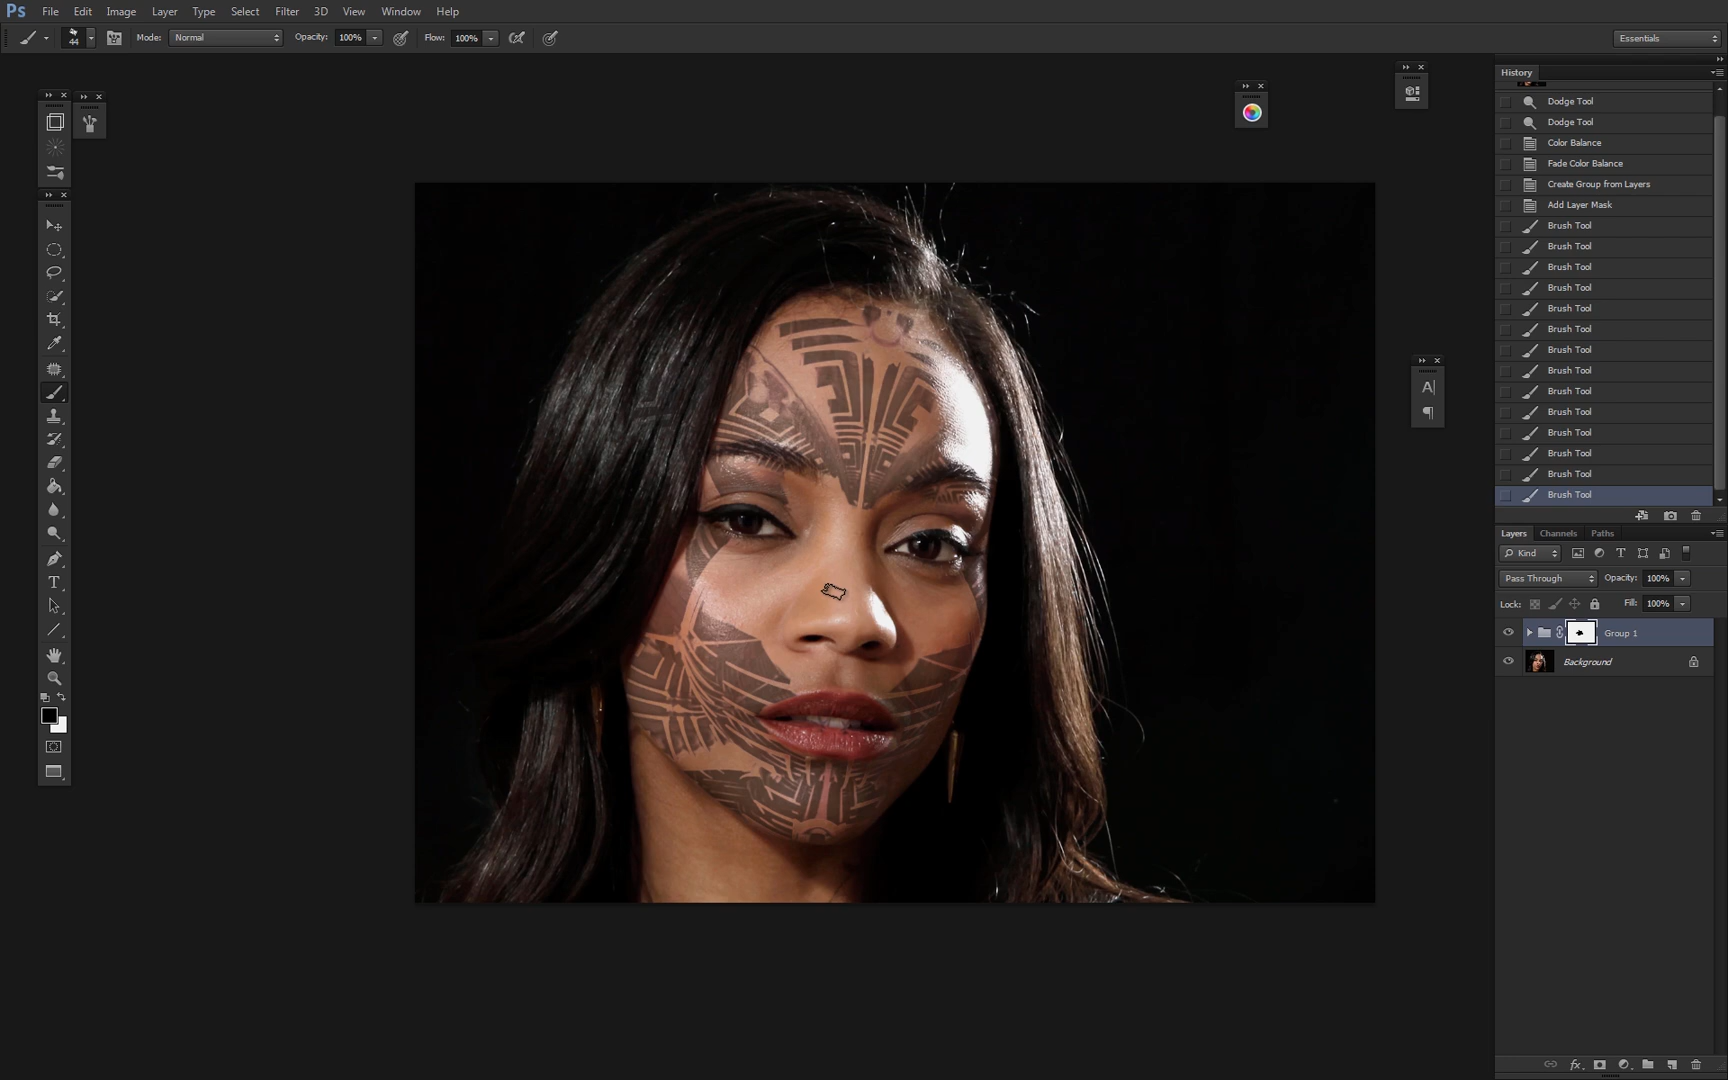 Ps File Edit Image Layer Type Select Filter 3D View Window Help
44 Mode: Normal Opacity: 100% Flow: 100% Essentials
History
Dodge Tool
Dodge Tool
Color Balance
Fade Color Balance
Create Group from Layers
Add Layer Mask
Brush Tool
Brush Tool
Brush Tool
Brush Tool
Brush Tool
Brush Tool
Brush Tool
Brush Tool
Brush Tool
Brush Tool
Brush Tool
Brush Tool
Brush Tool
Brush Tool
Layers Channels Paths
Kind
Pass Through Opacity: 100%
Lock: Fill: 100%
Group 1
Background